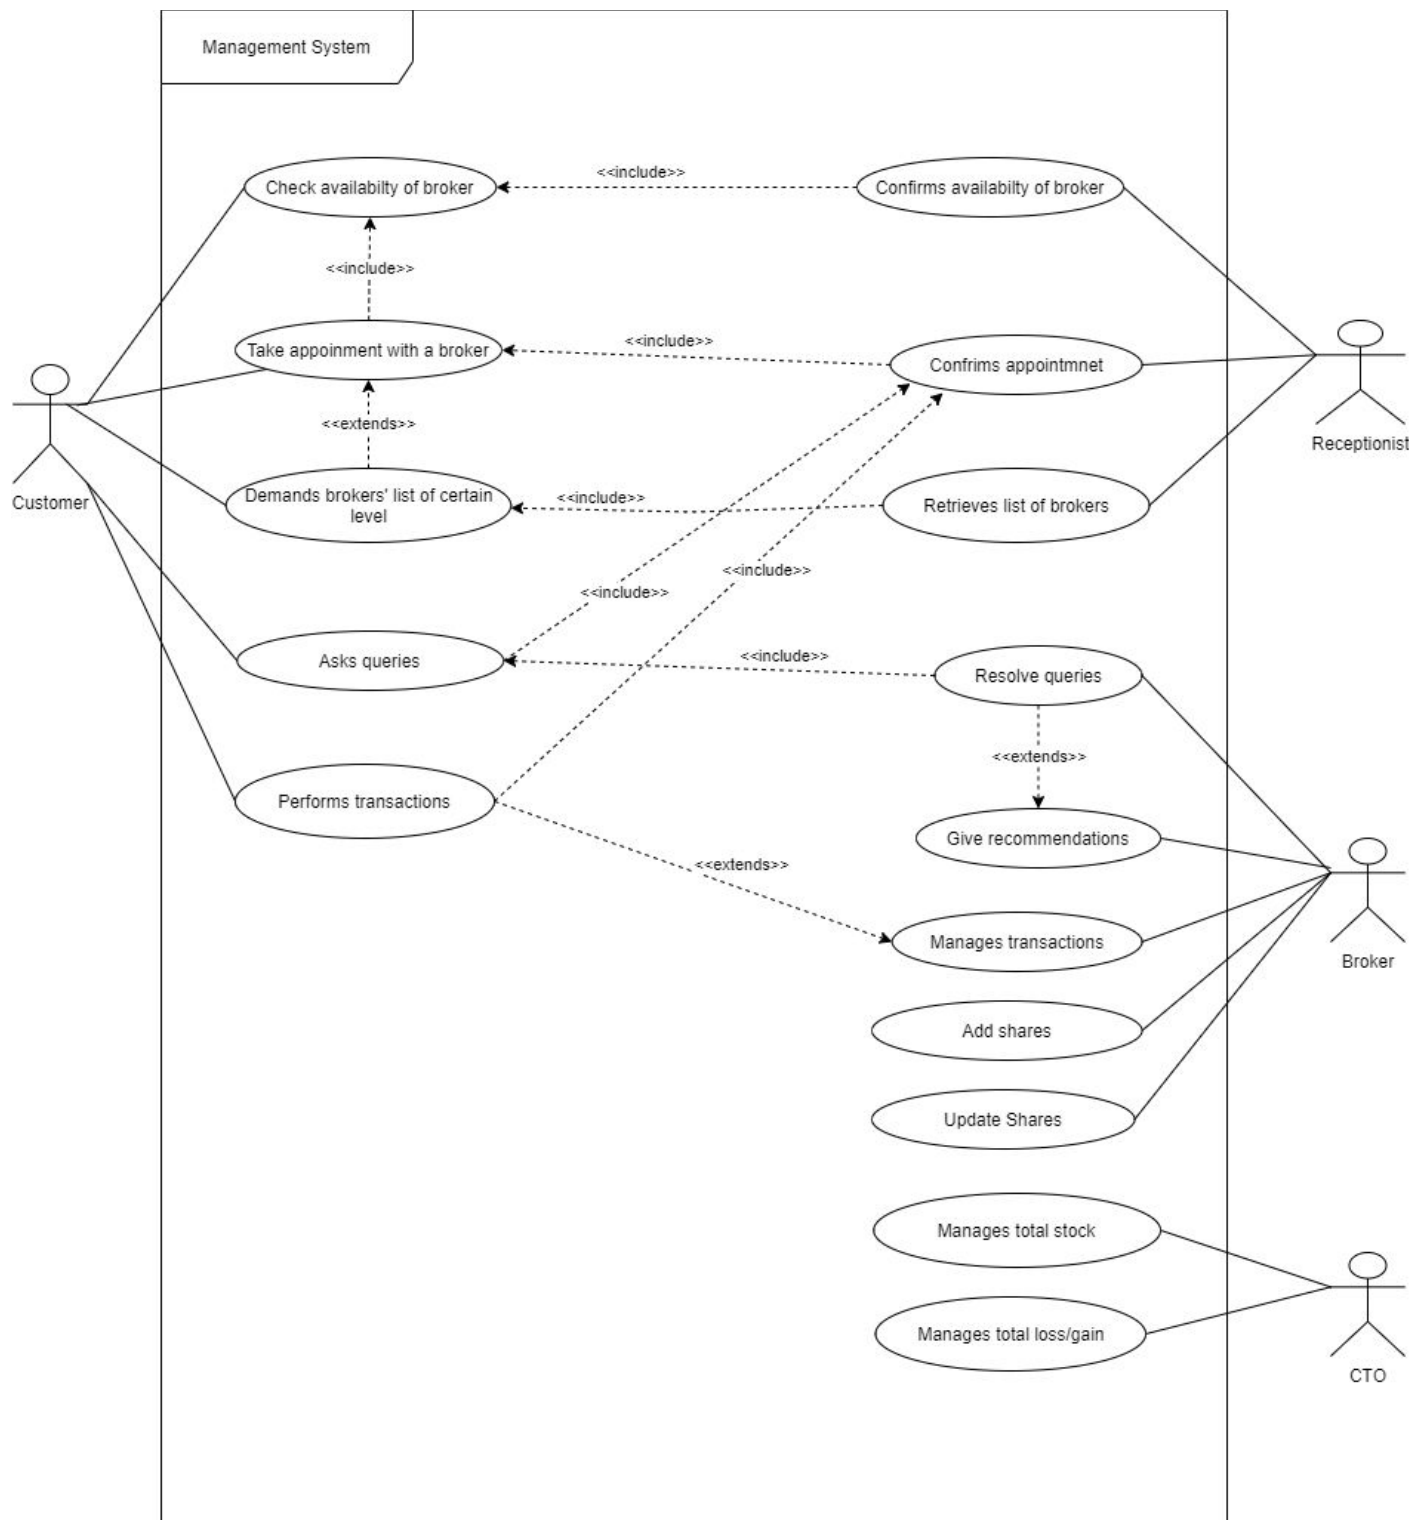 Management System
Check availabilty of broker
<<include>>
Confirms availabilty of broker
<<include>>
Take appoinment with a broker
<<include>>
Confrims appointmnet
<<extends>>
Receptionist
Customer
Demands brokers' list of certain
level
<<include>>
Retrieves list of brokers
<<include>>
<<include>>
Asks queries
<<include>>
Resolve queries
<<extends>>
Performs transactions
Give recommendations
<<extends>>
Manages transactions
Broker
Add shares
Update Shares
Manages total stock
Manages total loss/gain
CTO